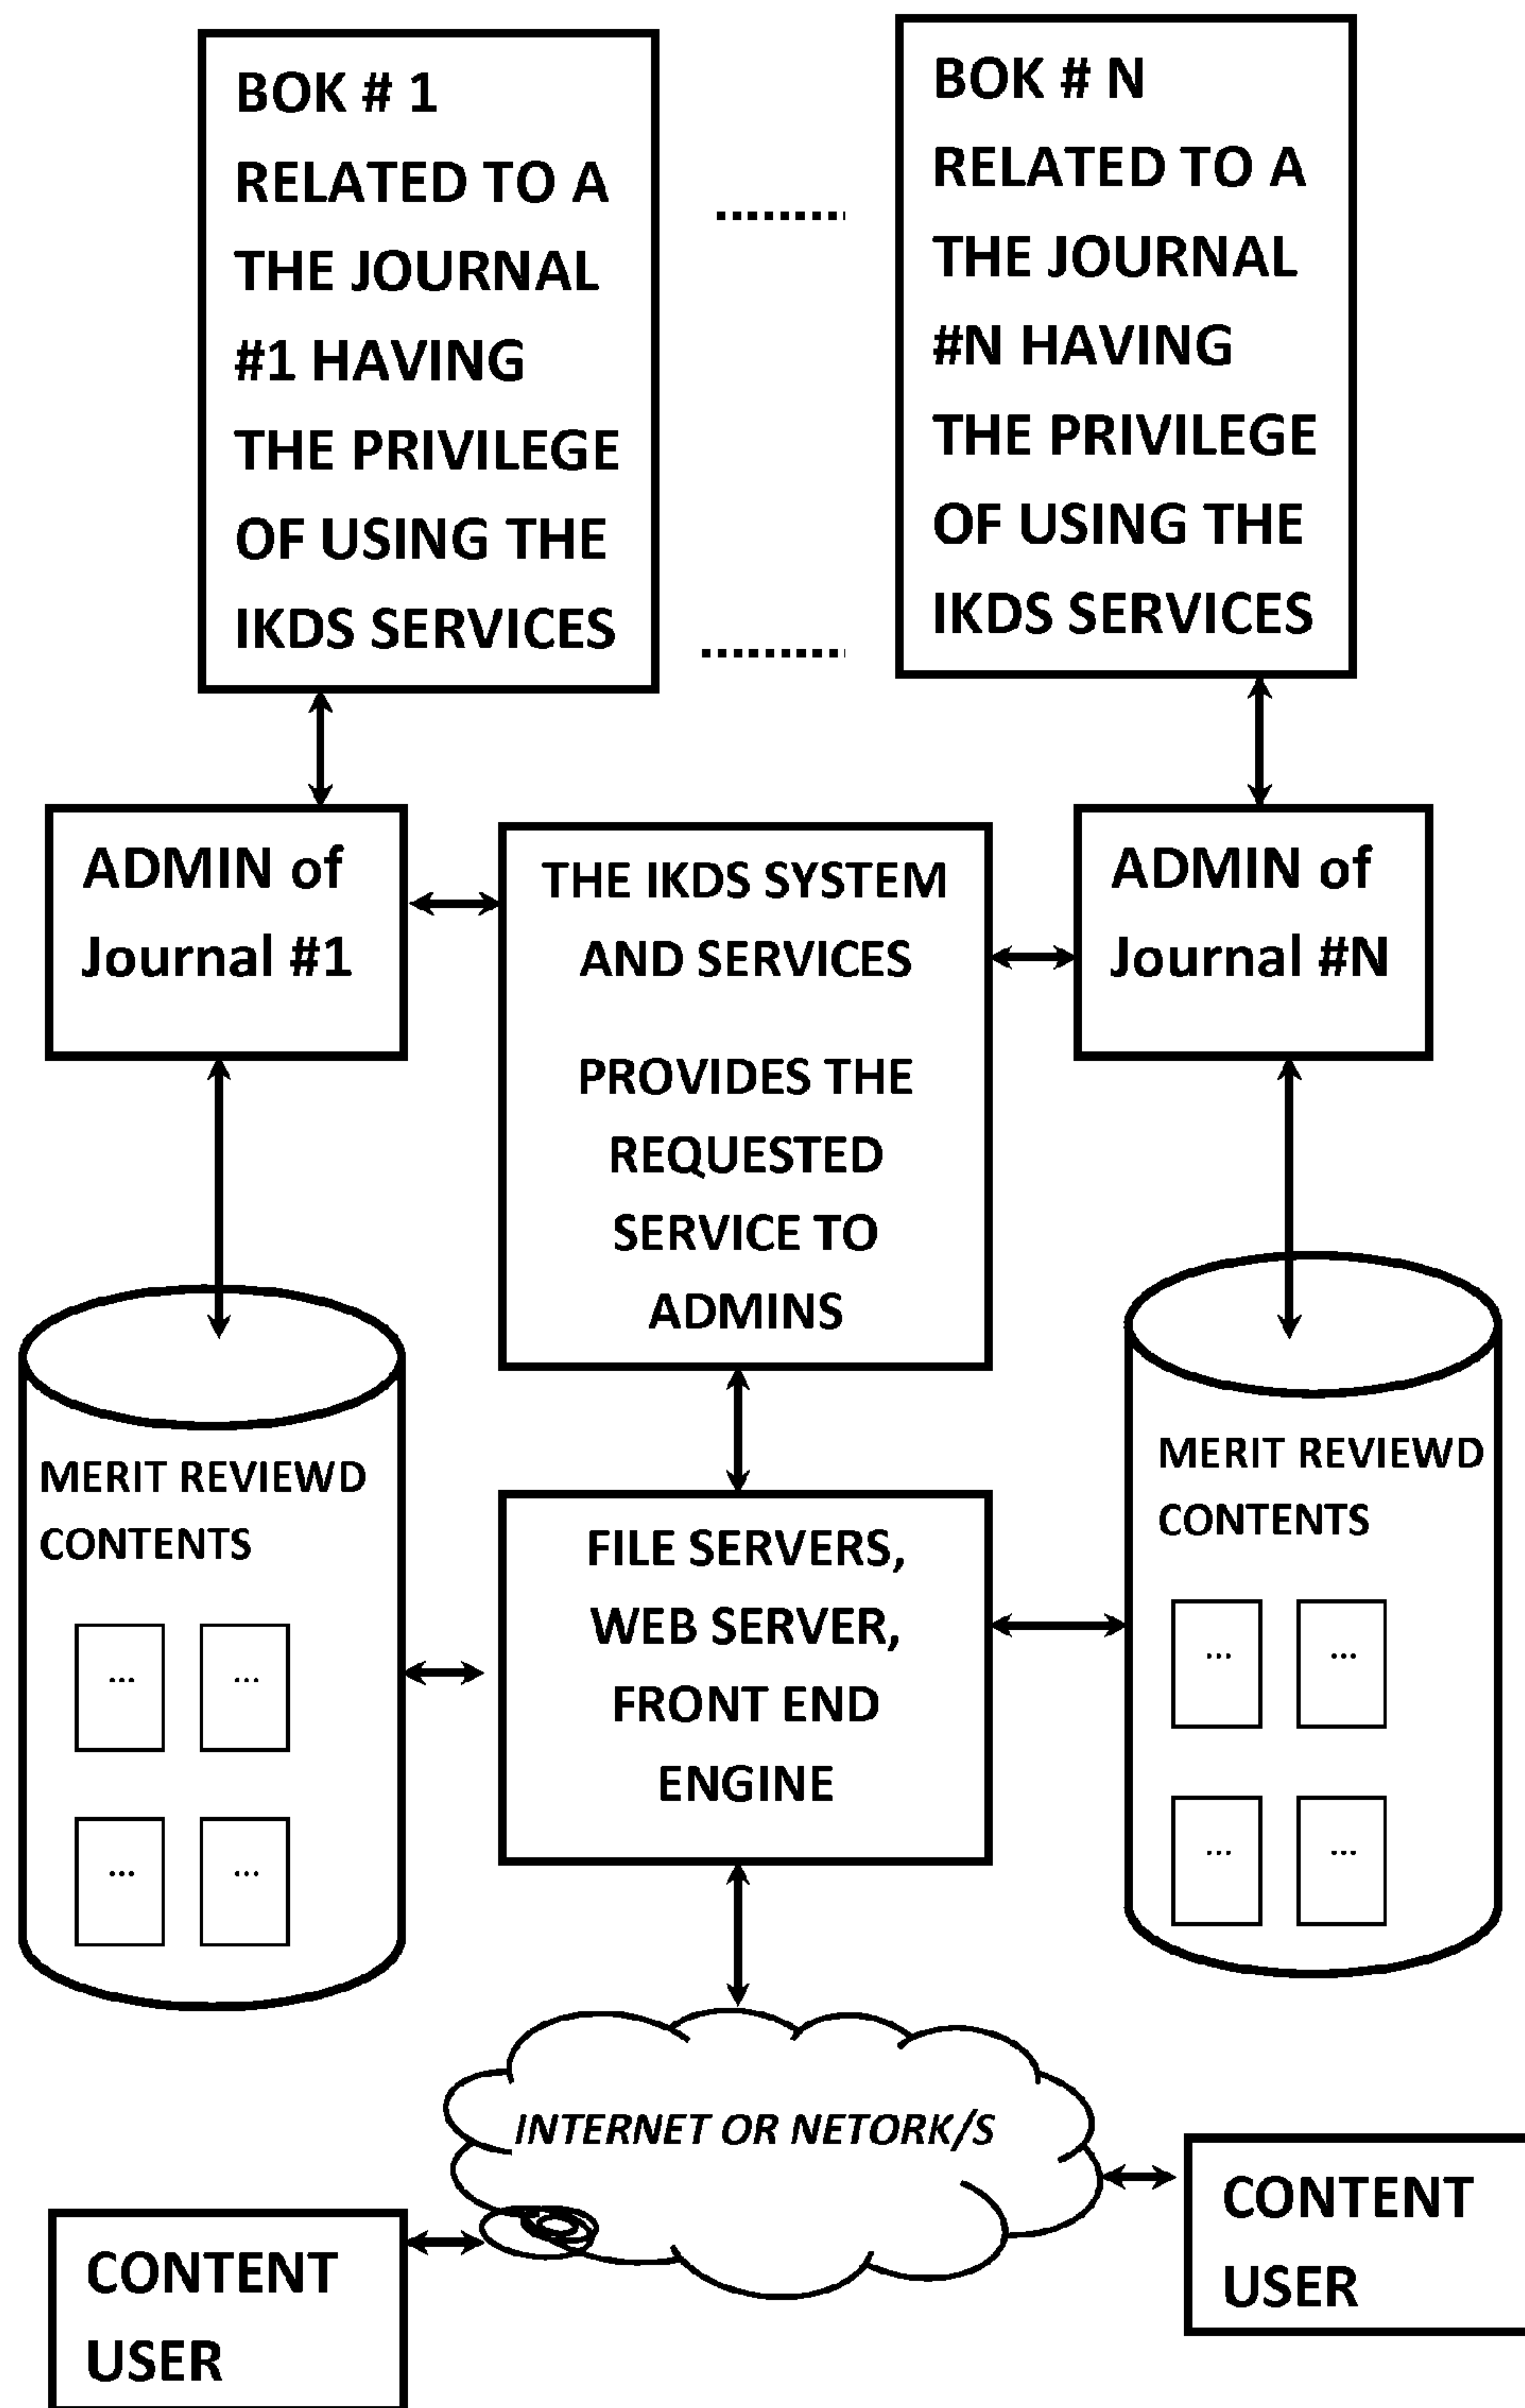 BOK # 1
RELATED TO A
THE JOURNAL
#1 HAVING
THE PRIVILEGE
OF USING THE
IKDS SERVICES
BOK # N
RELATED TO A
THE JOURNAL
#N HAVING
THE PRIVILEGE
OF USING THE
IKDS SERVICES
ADMIN of
Journal #1
THE IKDS SYSTEM
AND SERVICES
PROVIDES THE
REQUESTED
SERVICE TO
ADMINS
ADMIN of
Journal #N
MERIT REVIEWD
CONTENTS
... ...
... ...
FILE SERVERS,
WEB SERVER,
FRONT END
ENGINE
MERIT REVIEWD
CONTENTS
... ...
... ...
INTERNET OR NETORK/S
CONTENT
USER
CONTENT
USER